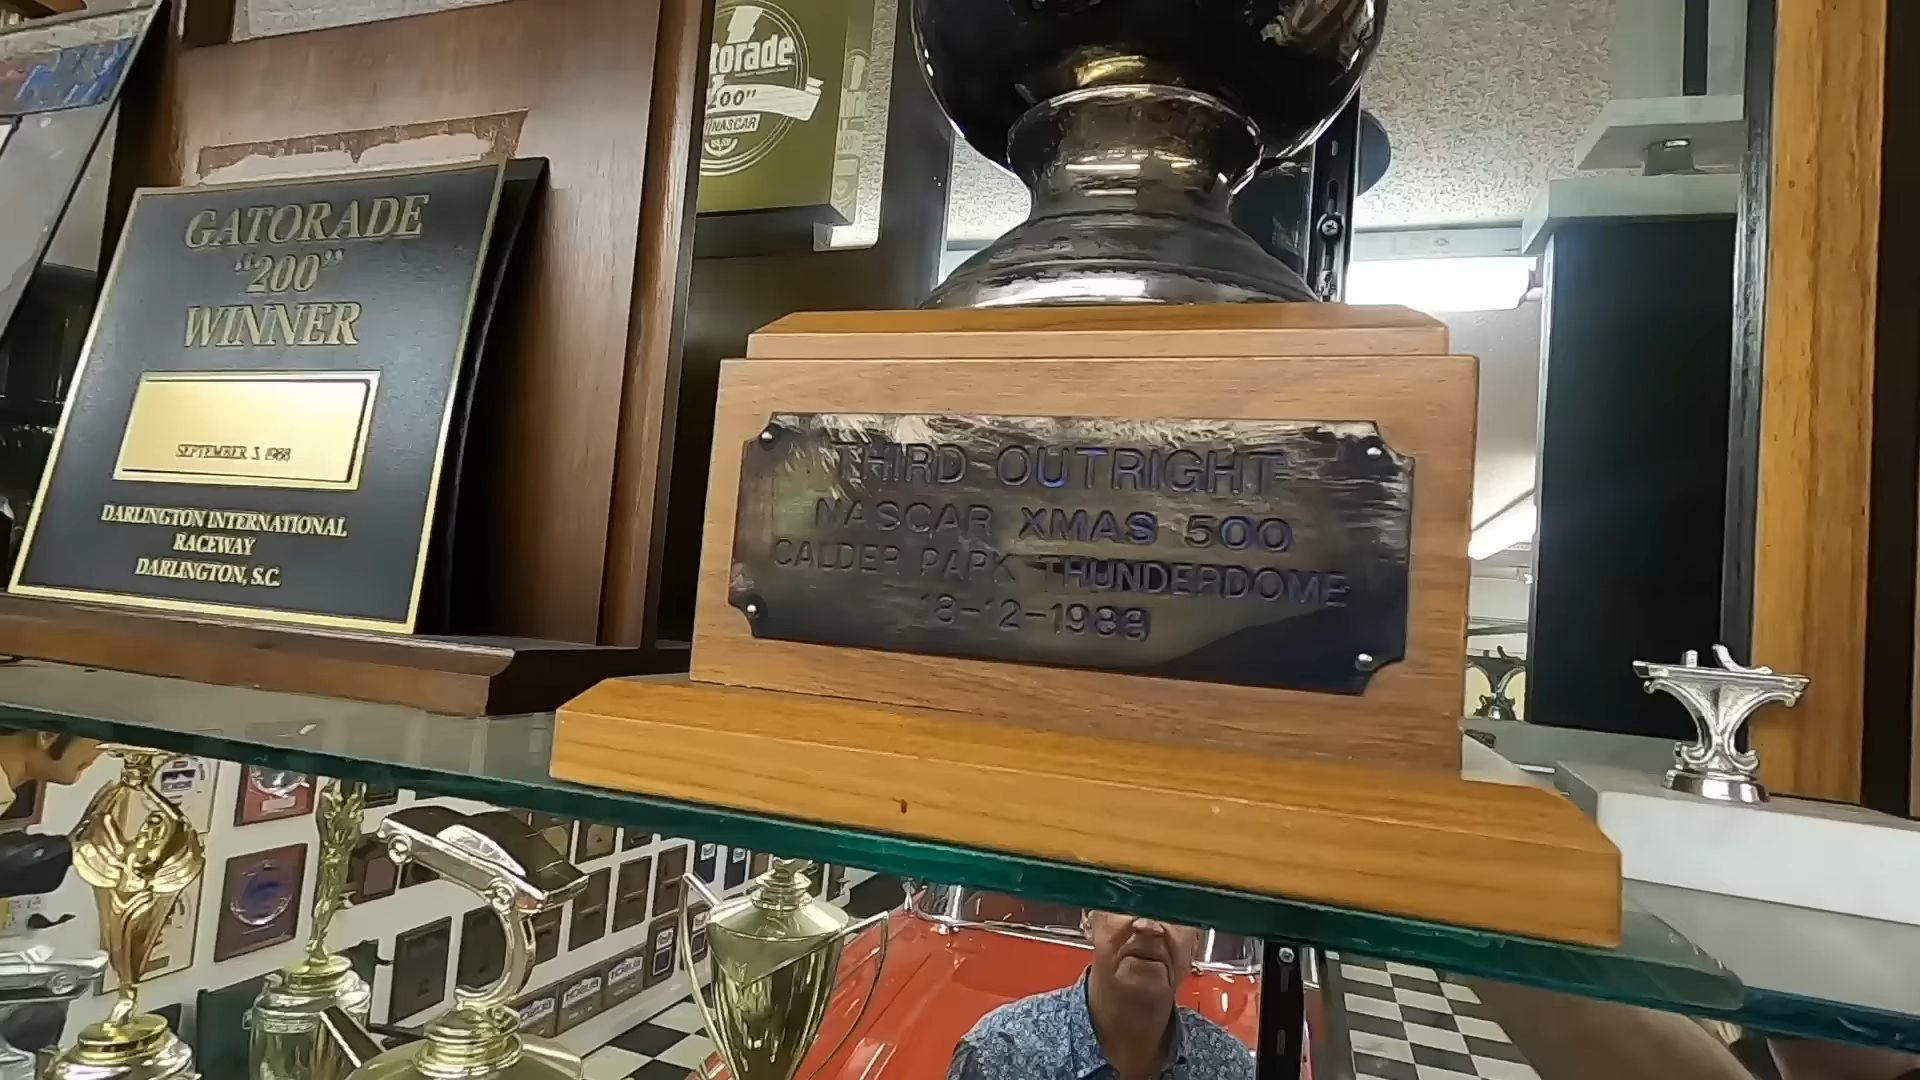 GATORADE
"200"
WINNER
SEPTEMBER 3, 1988
DARLINGTON INTERNATIONAL
RACEWAY
DARLINGTON, S.C.
torade
200"
NASCAR
THIRD OUTRIGHT
NASCAR XMAS 500
CALDER PARK THUNDERDOME
18-12-1988